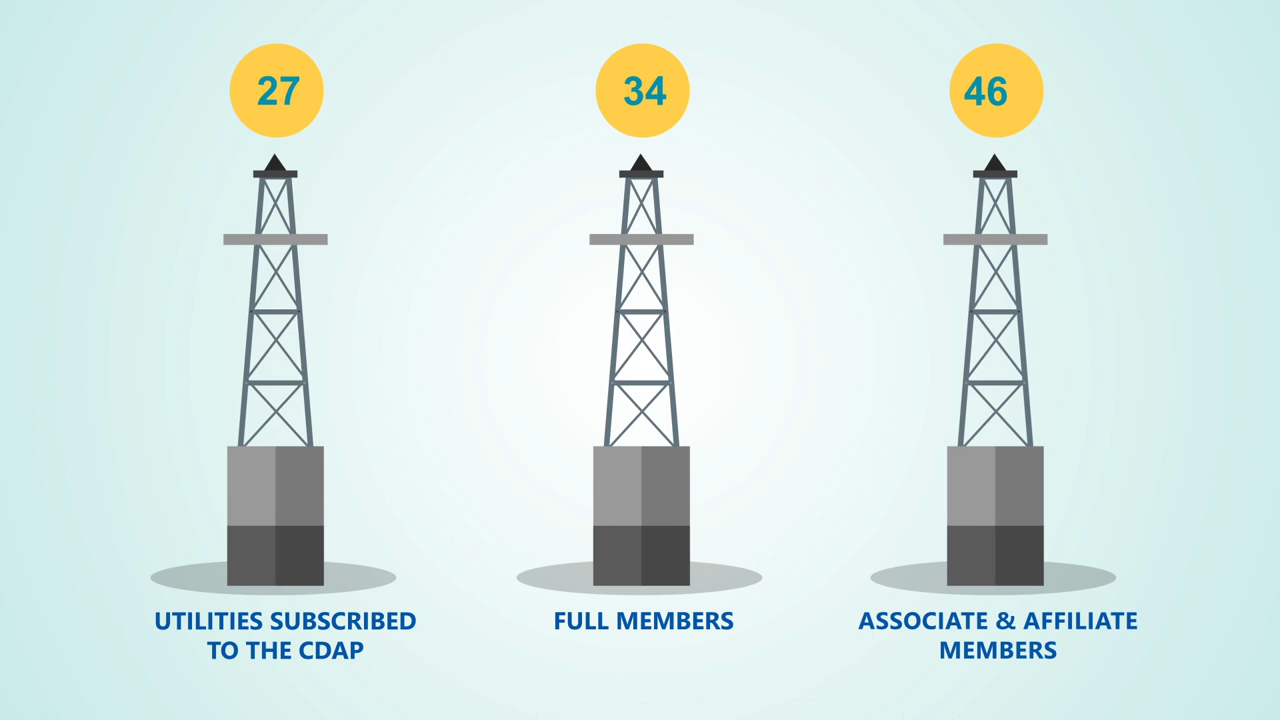 27
34
46
UTILITIES SUBSCRIBED
TO THE CDAP
FULL MEMBERS
ASSOCIATE & AFFILIATE
MEMBERS